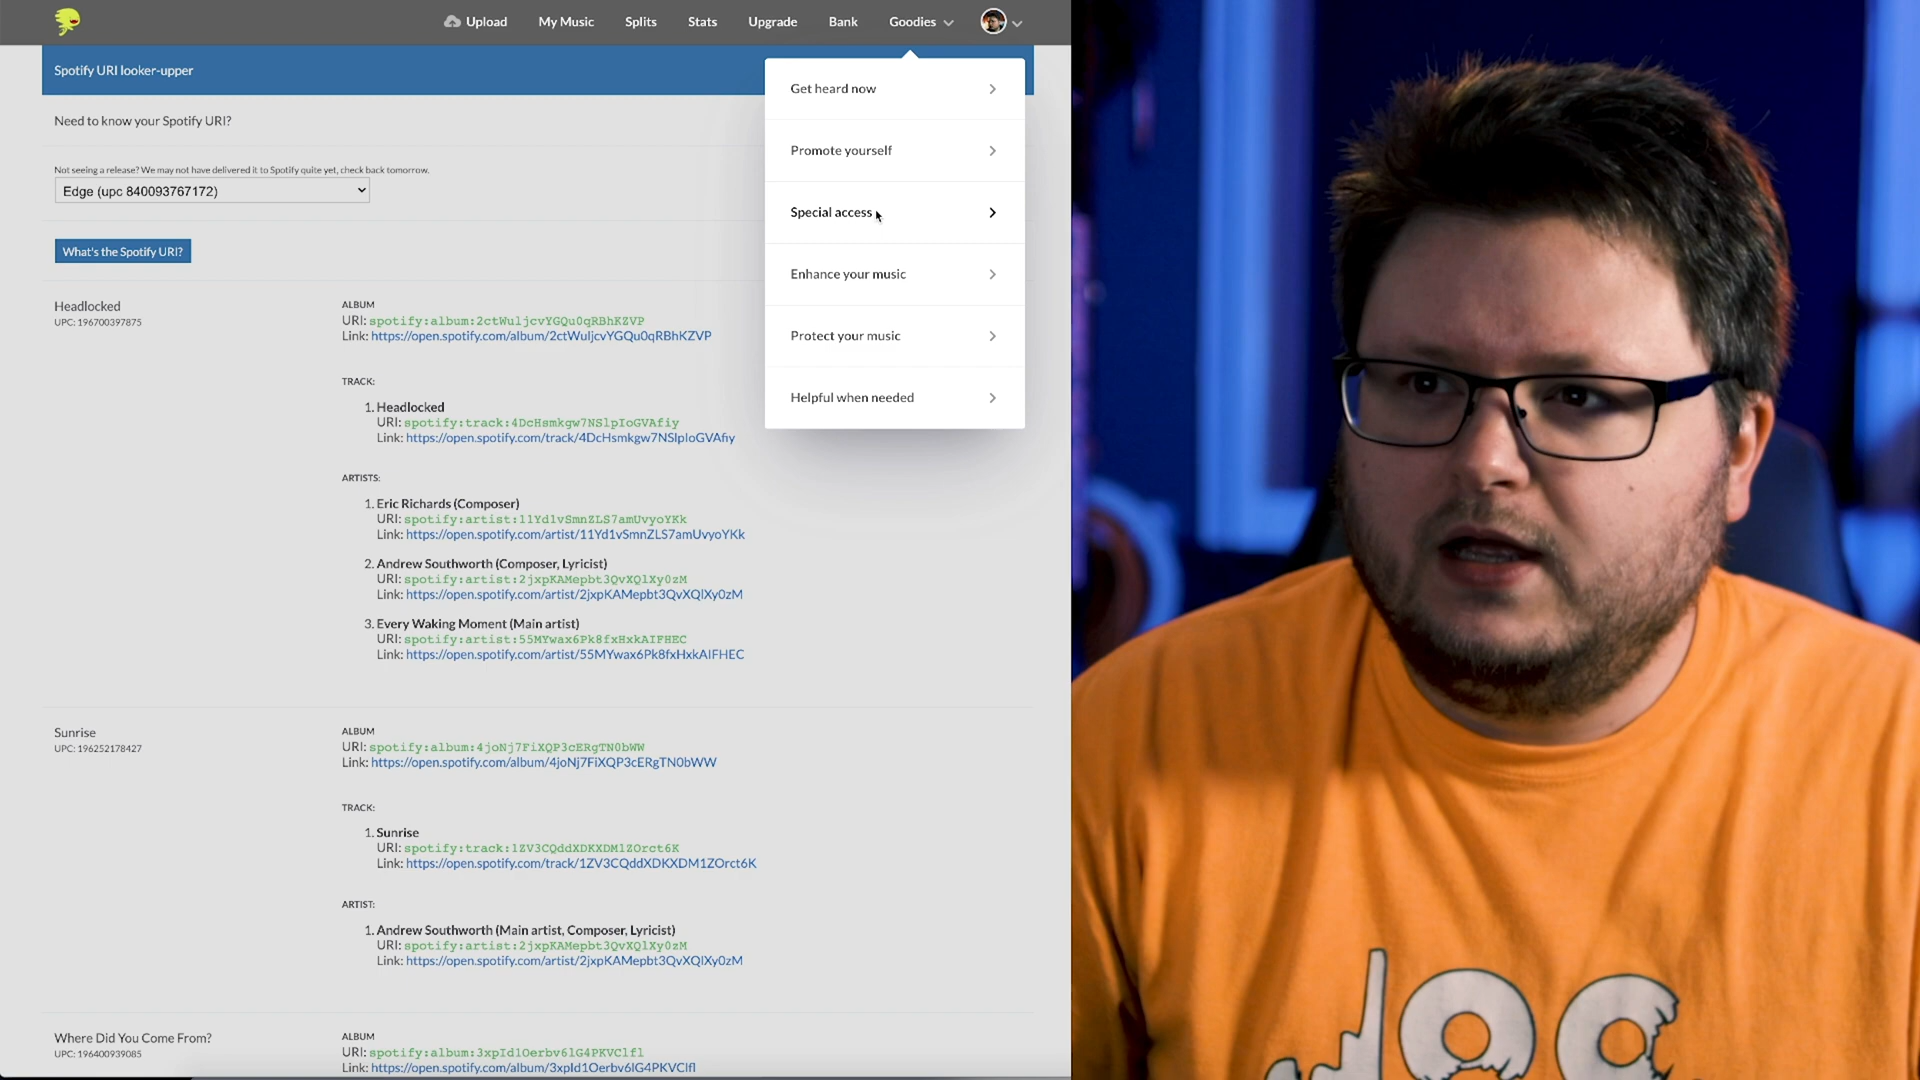 Upload My Music Splits Stats Upgrade Bank Goodies
Spotify URI looker-upper
Need to know your Spotify URI?
Not seeing a release? We may not have delivered it to Spotify quite yet, check back tomorrow.
Edge (upc 840093767172)
What's the Spotify URI?
Get heard now
Promote yourself
Special access
Enhance your music
Protect your music
Helpful when needed
Headlocked
UPC: 196700397875
ALBUM
URI: spotify:album:2ctWuljcvYGQu0qRBhKZVP
Link: https://open.spotify.com/album/2ctWuljcvYGQu0qRBhKZVP
TRACK:
1. Headlocked
URI: spotify:track:4DcHsmkgw7NSlpIoGVAfiy
Link: https://open.spotify.com/track/4DcHsmkgw7NSlpIoGVAfiy
ARTISTS:
1. Eric Richards (Composer)
URI: spotify:artist:11Yd1vSmnZLS7amUvyoYKk
Link: https://open.spotify.com/artist/11Yd1vSmnZLS7amUvyoYKk
2. Andrew Southworth (Composer, Lyricist)
URI: spotify:artist:2jxpKAMepbt3QvXQlXy0zM
Link: https://open.spotify.com/artist/2jxpKAMepbt3QvXQlXy0zM
3. Every Waking Moment (Main artist)
URI: spotify:artist:55MYwax6Pk8fxHxkAIFHEC
Link: https://open.spotify.com/artist/55MYwax6Pk8fxHxkAIFHEC
Sunrise
UPC: 196252178427
ALBUM
URI: spotify:album:4joNj7FiXQP3cERgTN0bWW
Link: https://open.spotify.com/album/4joNj7FiXQP3cERgTN0bWW
TRACK:
1. Sunrise
URI: spotify:track:1ZV3CQddXDKXDM1ZOrct6K
Link: https://open.spotify.com/track/1ZV3CQddXDKXDM1ZOrct6K
ARTIST:
1. Andrew Southworth (Main artist, Composer, Lyricist)
URI: spotify:artist:2jxpKAMepbt3QvXQlXy0zM
Link: https://open.spotify.com/artist/2jxpKAMepbt3QvXQlXy0zM
Where Did You Come From?
UPC: 196400939085
ALBUM
URI: spotify:album:3xpId1Oerbv6lG4PKVClfl
Link: https://open.spotify.com/album/3xpId1Oerbv6lG4PKVClfl